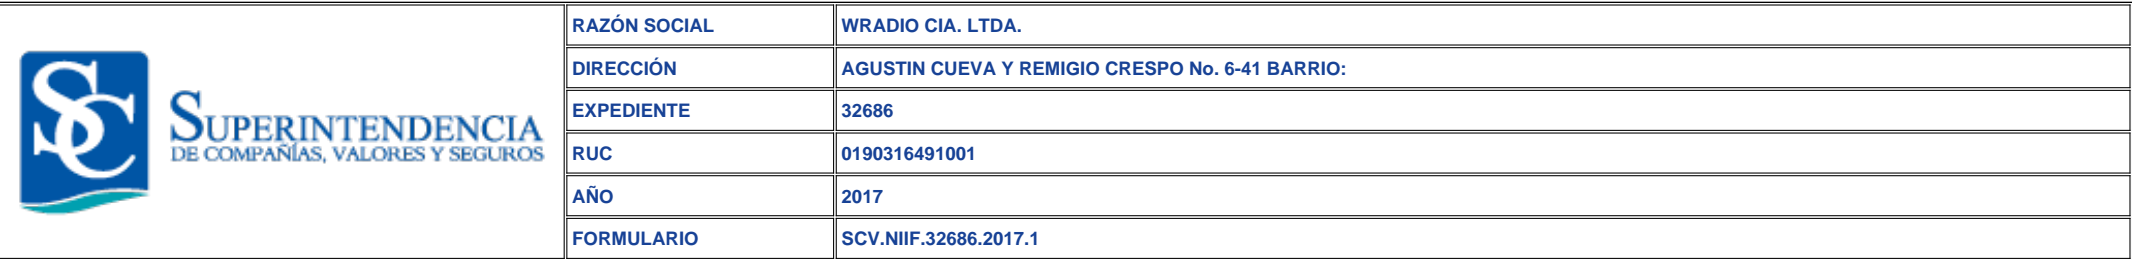 SC
SUPERINTENDENCIA
DE COMPAÑÍAS, VALORES Y SEGUROS
RAZÓN SOCIAL WRADIO CIA. LTDA.
DIRECCIÓN AGUSTIN CUEVA Y REMIGIO CRESPO No. 6-41 BARRIO:
EXPEDIENTE 32686
RUC 0190316491001
AÑO 2017
FORMULARIO SCV.NIIF.32686.2017.1